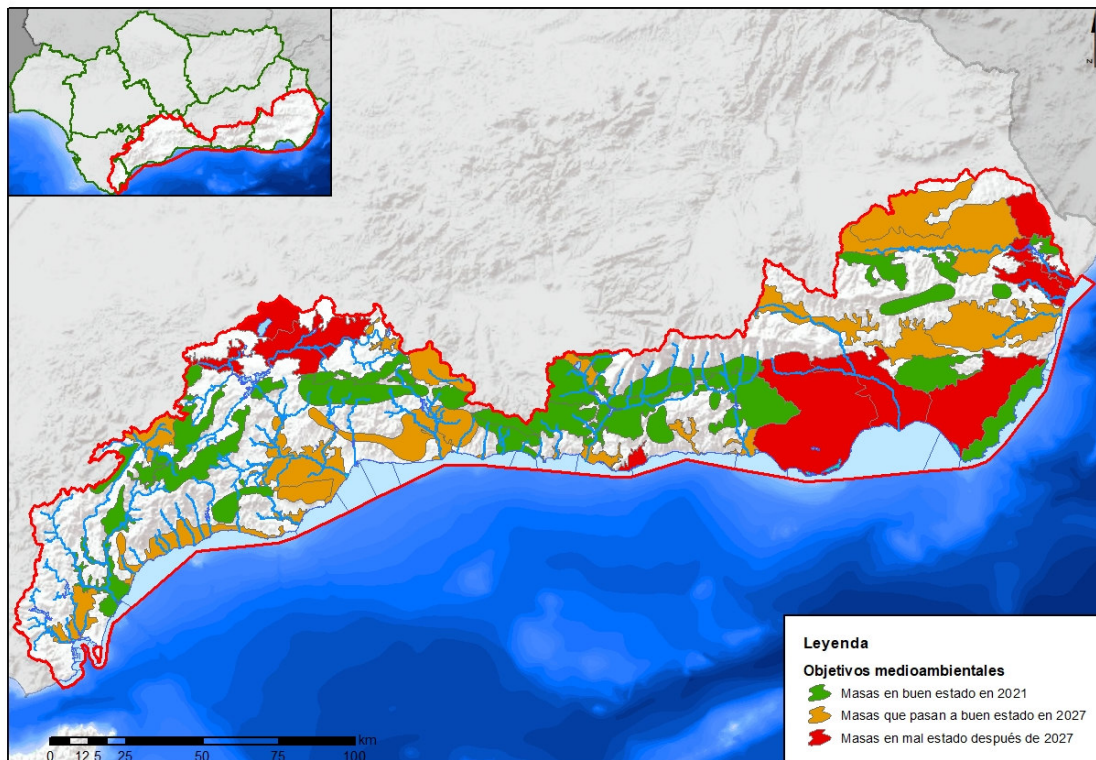 N
Leyenda
Objetivos medioambientales
Masas en buen estado en 2021
Masas que pasan a buen estado en 2027
Masas en mal estado después de 2027
km
0 12,5 25 50 75 100